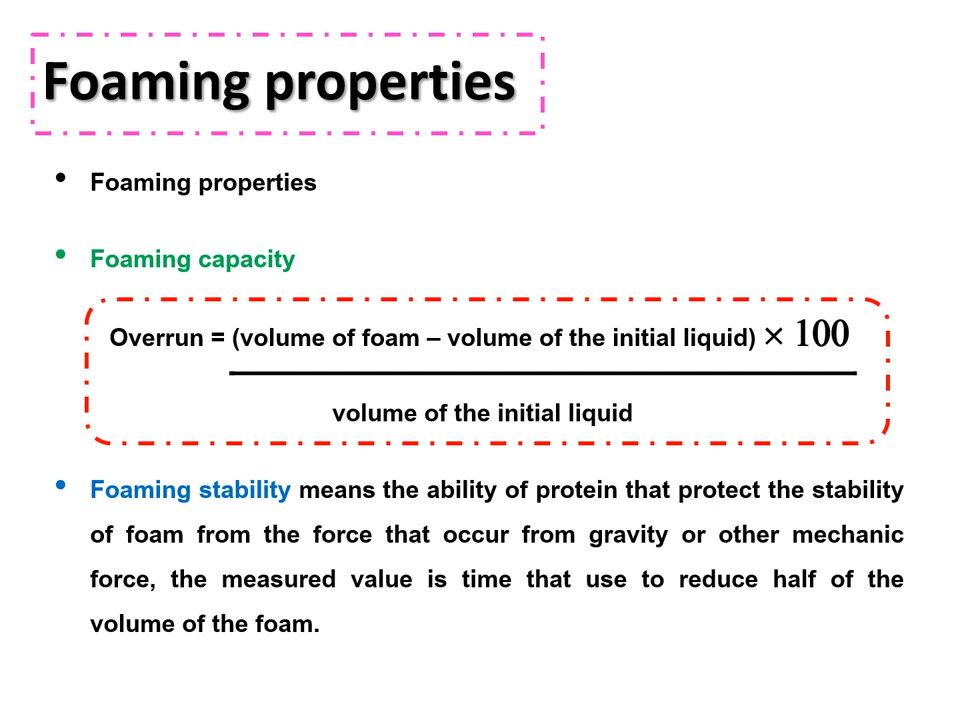 Foaming properties
• Foaming properties
• Foaming capacity
Overrun = (volume of foam – volume of the initial liquid) × 100
volume of the initial liquid
• Foaming stability means the ability of protein that protect the stability
of foam from the force that occur from gravity or other mechanic
force, the measured value is time that use to reduce half of the
volume of the foam.